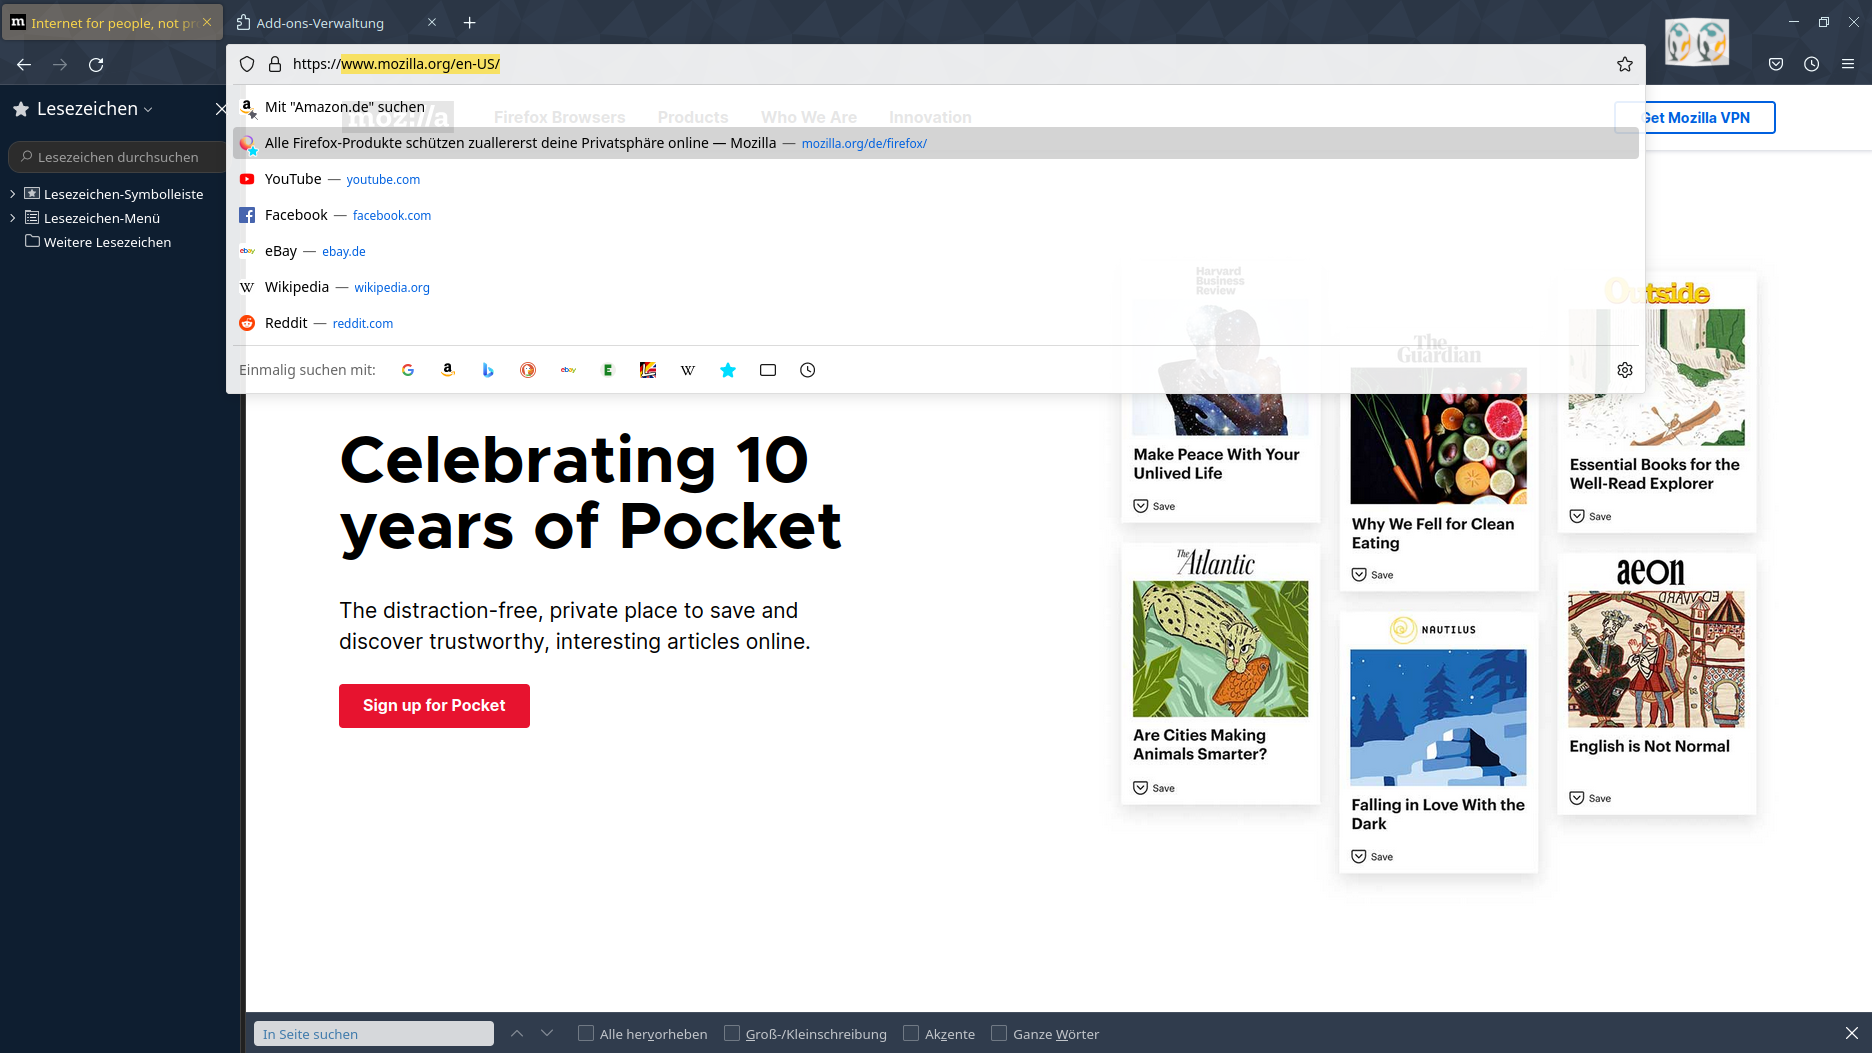 Internet for people, not pr
Add-ons-Verwaltung
https://www.mozilla.org/en-US/
Lesezeichen
Lesezeichen durchsuchen
Lesezeichen-Symbolleiste
Lesezeichen-Menü
Weitere Lesezeichen
Mit "Amazon.de" suchen
moz://a
Firefox Browsers
Products
Who We Are
Innovation
Get Mozilla VPN
Alle Firefox-Produkte schützen zuallererst deine Privatsphäre online — Mozilla — mozilla.org/de/firefox/
YouTube — youtube.com
Facebook — facebook.com
eBay — ebay.de
Wikipedia — wikipedia.org
Reddit — reddit.com
Einmalig suchen mit:
Celebrating 10
years of Pocket
The distraction-free, private place to save and
discover trustworthy, interesting articles online.
Sign up for Pocket
Harvard
Business
Review
Make Peace With Your
Unlived Life
Save
The Atlantic
Are Cities Making
Animals Smarter?
Save
The
Guardian
Why We Fell for Clean
Eating
Save
NAUTILUS
Falling in Love With the
Dark
Save
Outside
Essential Books for the
Well-Read Explorer
Save
aeon
English is Not Normal
Save
In Seite suchen
Alle hervorheben
Groß-/Kleinschreibung
Akzente
Ganze Wörter